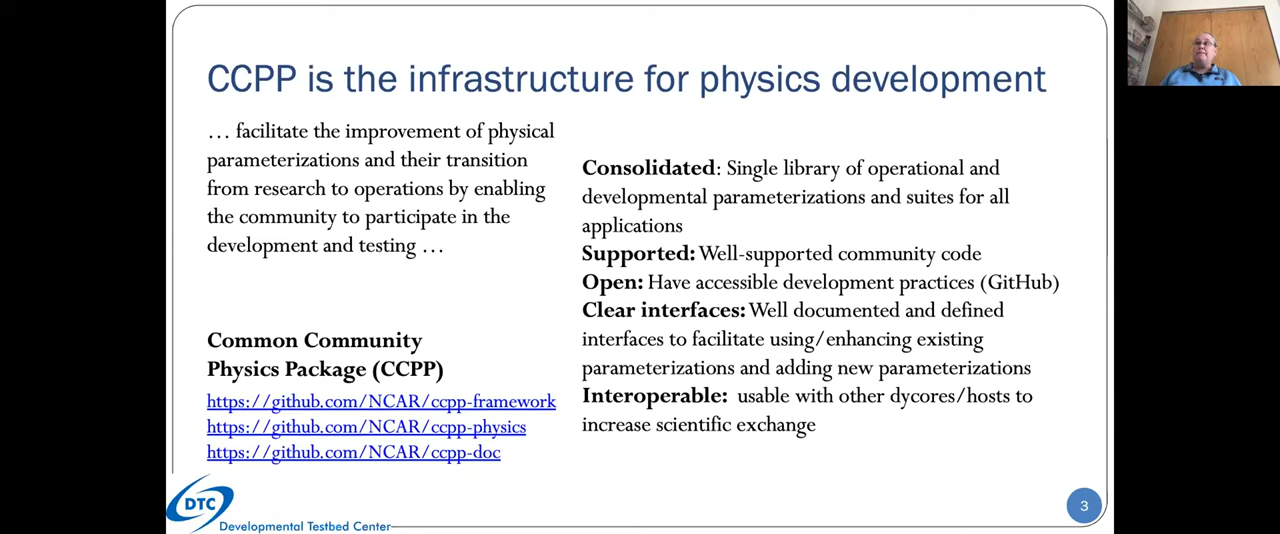 CCPP is the infrastructure for physics development
… facilitate the improvement of physical
parameterizations and their transition
from research to operations by enabling
the community to participate in the
development and testing …
Common Community
Physics Package (CCPP)
https://github.com/NCAR/ccpp-framework
https://github.com/NCAR/ccpp-physics
https://github.com/NCAR/ccpp-doc
Consolidated: Single library of operational and
developmental parameterizations and suites for all
applications
Supported: Well-supported community code
Open: Have accessible development practices (GitHub)
Clear interfaces: Well documented and defined
interfaces to facilitate using/enhancing existing
parameterizations and adding new parameterizations
Interoperable: usable with other dycores/hosts to
increase scientific exchange
DTC
Developmental Testbed Center
3